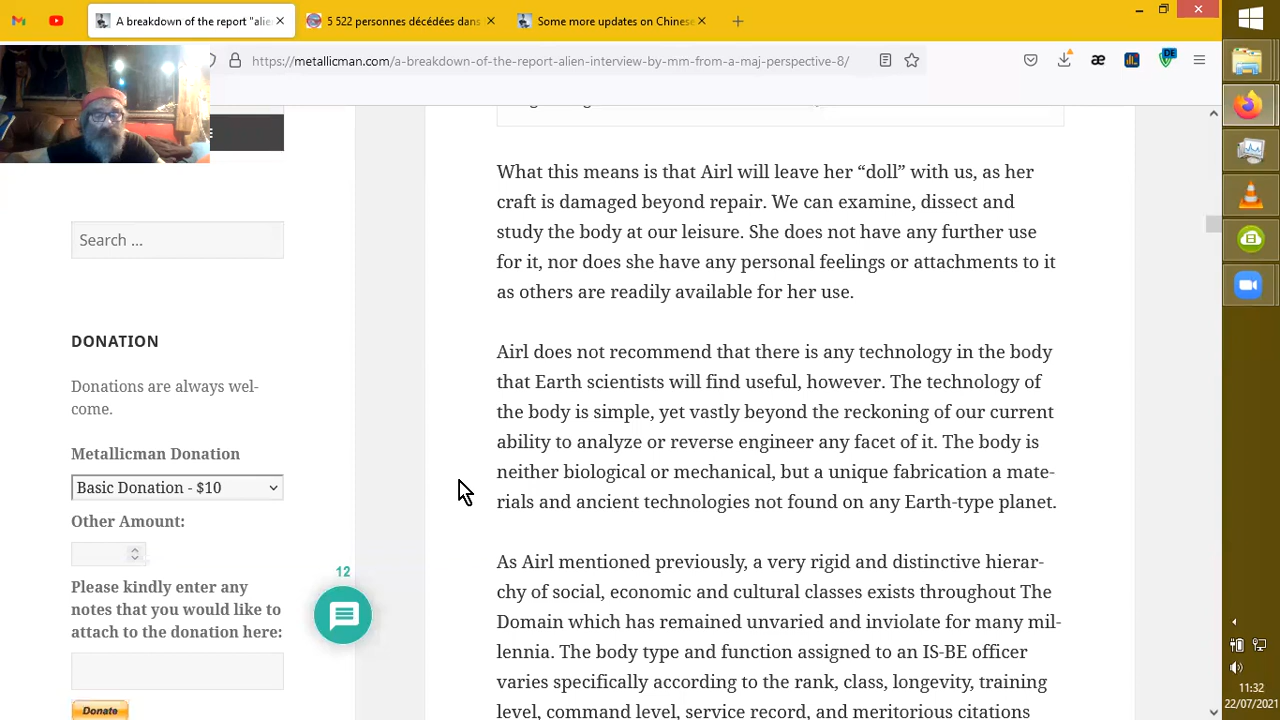 A breakdown of the report "alie
5 522 personnes décédées dans
Some more updates on Chinese
https://metallicman.com/a-breakdown-of-the-r
t-alien-interview-by-mm-from-
maj-perspective-8/
DE
Search ...
DONATION
Donations are always wel-
come.
Metallicman Donation
Basic Donation - $10
Other Amount:
Please kindly enter any
notes that you would like to
attach to the donation here:
Donate
12
What this means is that Airl will leave her “doll” with us, as her
craft is damaged beyond repair. We can examine, dissect and
study the body at our leisure. She does not have any further use
for it, nor does she have any personal feelings or attachments to it
as others are readily available for her use.
Airl does not recommend that there is any technology in the body
that Earth scientists will find useful, however. The technology of
the body is simple, yet vastly beyond the reckoning of our current
ability to analyze or reverse engineer any facet of it. The body is
neither biological or mechanical, but a unique fabrication a mate-
rials and ancient technologies not found on any Earth-type planet.
As Airl mentioned previously, a very rigid and distinctive hierar-
chy of social, economic and cultural classes exists throughout The
Domain which has remained unvaried and inviolate for many mil-
lennia. The body type and function assigned to an IS-BE officer
varies specifically according to the rank, class, longevity, training
level, command level, service record, and meritorious citations
11:32
22/07/2021